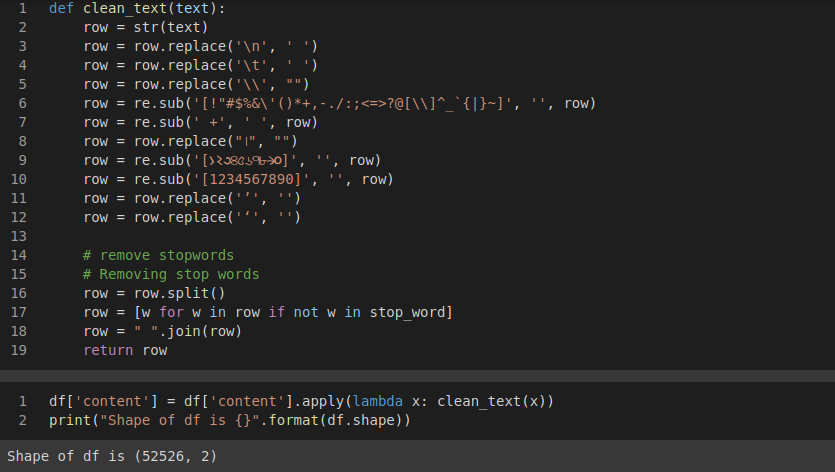 1 def clean_text(text):
2 row = str(text)
3 row = row.replace('\n', ' ')
4 row = row.replace('\t', ' ')
5 row = row.replace('\\', "")
6 row = re.sub('[!"#$%&\'()*+,-./:;<=>?@[\\]^_`{|}~]', '', row)
7 row = re.sub(' +', ' ', row)
8 row = row.replace("।", "")
9 row = re.sub('[১২৩৪৫৬৭৮৯০]', '', row)
10 row = re.sub('[1234567890]', '', row)
11 row = row.replace('’', '')
12 row = row.replace('‘', '')
13
14 # remove stopwords
15 # Removing stop words
16 row = row.split()
17 row = [w for w in row if not w in stop_word]
18 row = " ".join(row)
19 return row
1 df['content'] = df['content'].apply(lambda x: clean_text(x))
2 print("Shape of df is {}".format(df.shape))
Shape of df is (52526, 2)